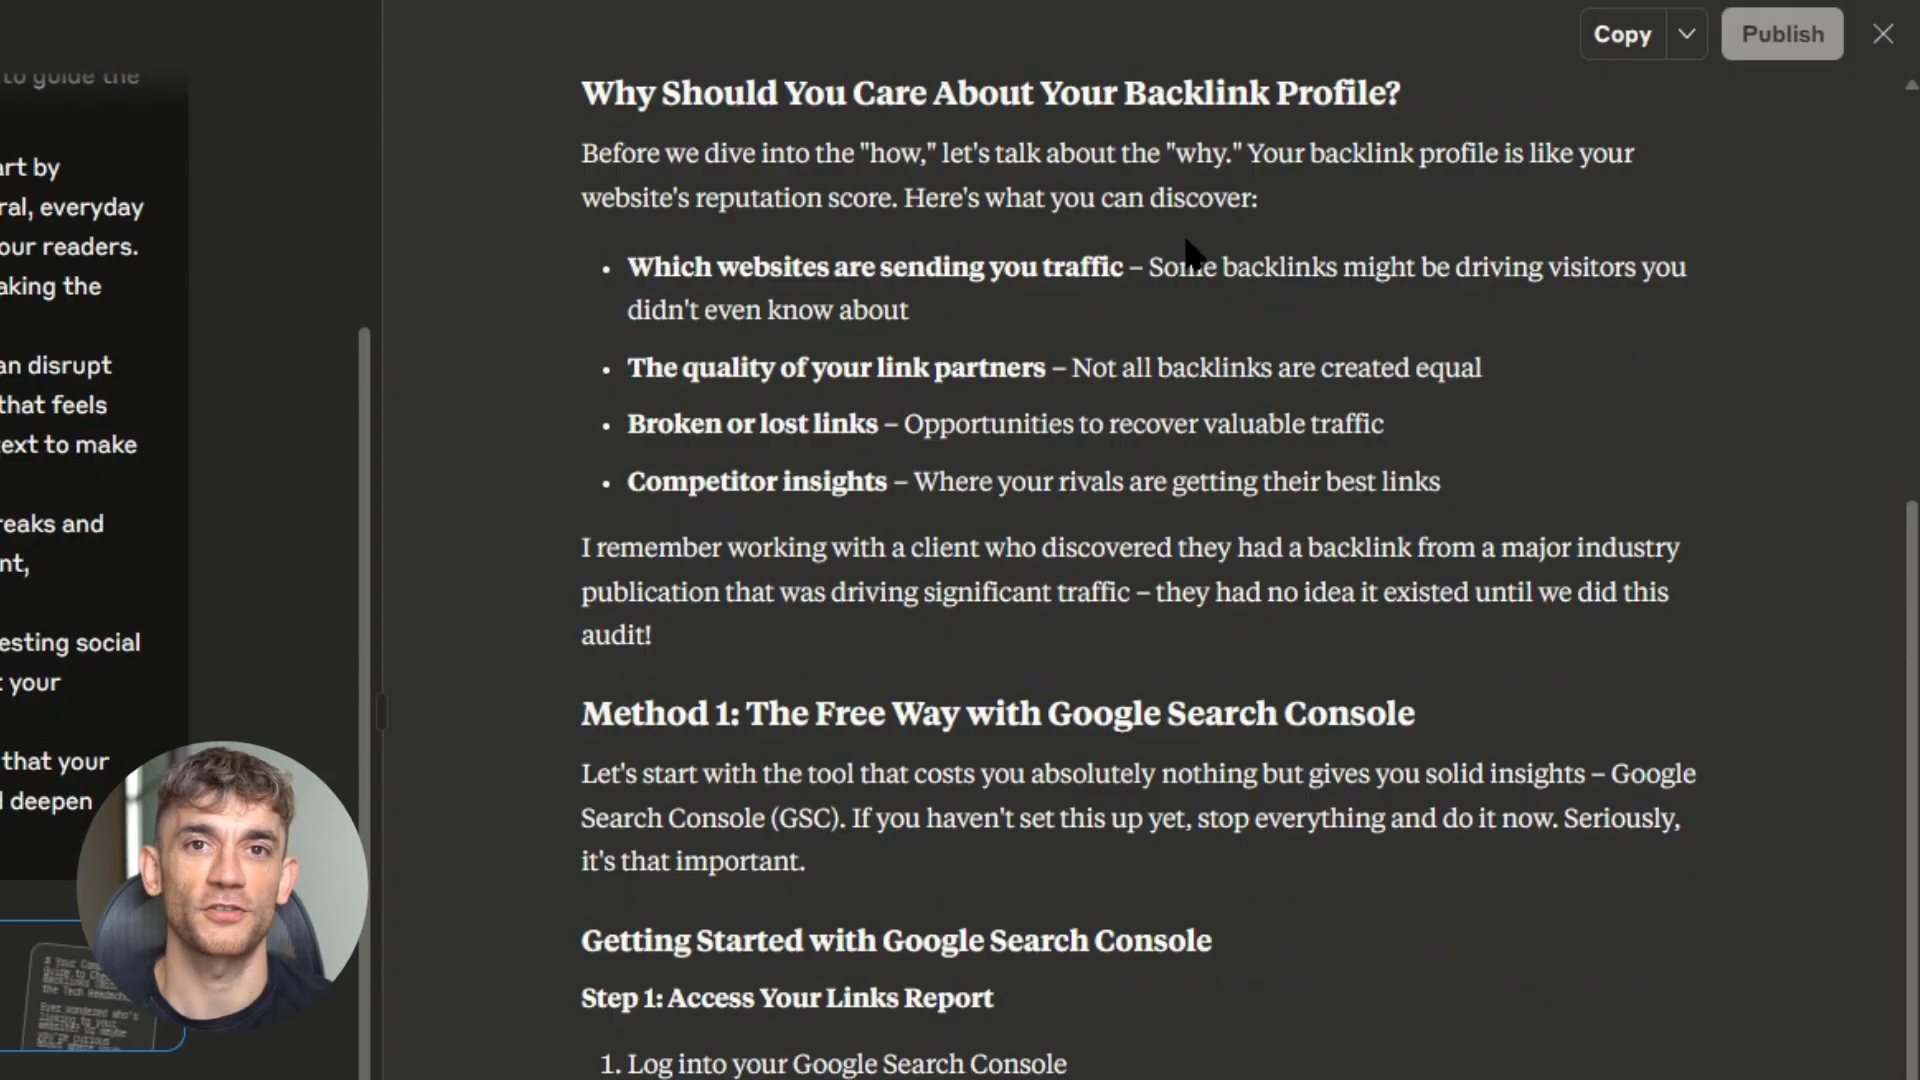 to guide the
art by
ral, everyday
our readers.
aking the
an disrupt
that feels
text to make
reaks and
nt,
esting social
t your
that your
d deepen
Copy
Publish
Why Should You Care About Your Backlink Profile?
Before we dive into the "how," let's talk about the "why." Your backlink profile is like your
website's reputation score. Here's what you can discover:
• Which websites are sending you traffic – Some backlinks might be driving visitors you
didn't even know about
• The quality of your link partners – Not all backlinks are created equal
• Broken or lost links – Opportunities to recover valuable traffic
• Competitor insights – Where your rivals are getting their best links
I remember working with a client who discovered they had a backlink from a major industry
publication that was driving significant traffic – they had no idea it existed until we did this
audit!
Method 1: The Free Way with Google Search Console
Let's start with the tool that costs you absolutely nothing but gives you solid insights – Google
Search Console (GSC). If you haven't set this up yet, stop everything and do it now. Seriously,
it's that important.
Getting Started with Google Search Console
Step 1: Access Your Links Report
1. Log into your Google Search Console